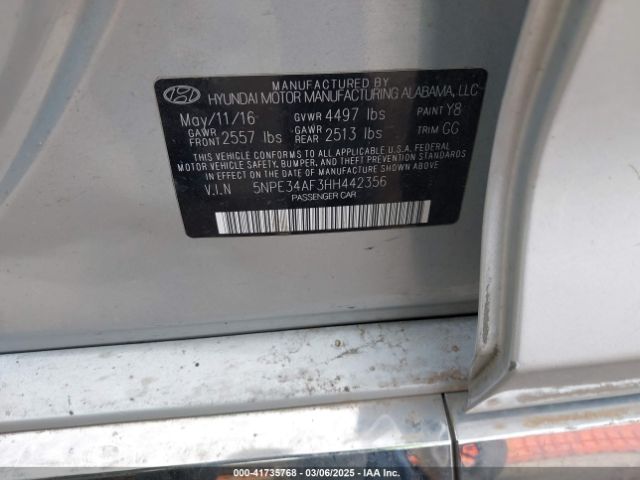 MANUFACTURED BY
HYUNDAI MOTOR MANUFACTURING ALABAMA, LLC
May/11/16 GVWR 4497 lbs PAINT Y8
GAWR FRONT 2557 lbs GAWR REAR 2513 lbs TRIM CG
THIS VEHICLE CONFORMS TO ALL APPLICABLE U.S.A. FEDERAL
MOTOR VEHICLE SAFETY, BUMPER, AND THEFT PREVENTION STANDARDS
IN EFFECT ON THE DATE OF MANUFACTURE SHOWN ABOVE.
V.I.N 5NPE34AF3HH442356
PASSENGER CAR
000-41735768 — 03/06/2025 — IAA Inc.